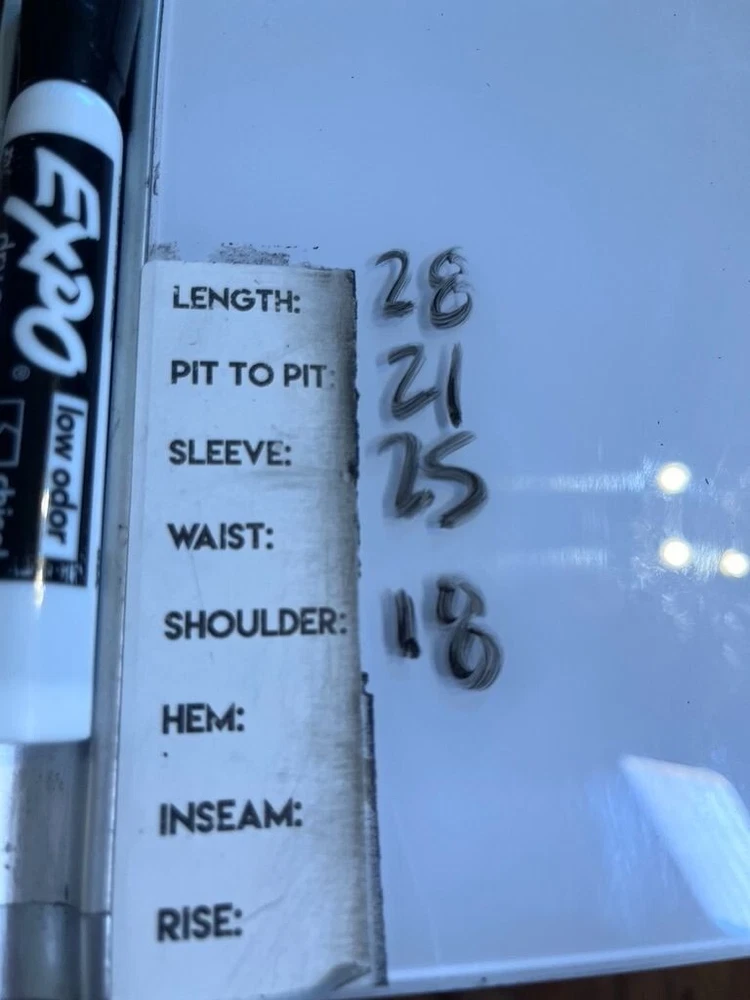 EXPO®
low odor
LENGTH: 28
PIT TO PIT: 21
SLEEVE: 25
WAIST:
SHOULDER: 18
HEM:
INSEAM:
RISE: